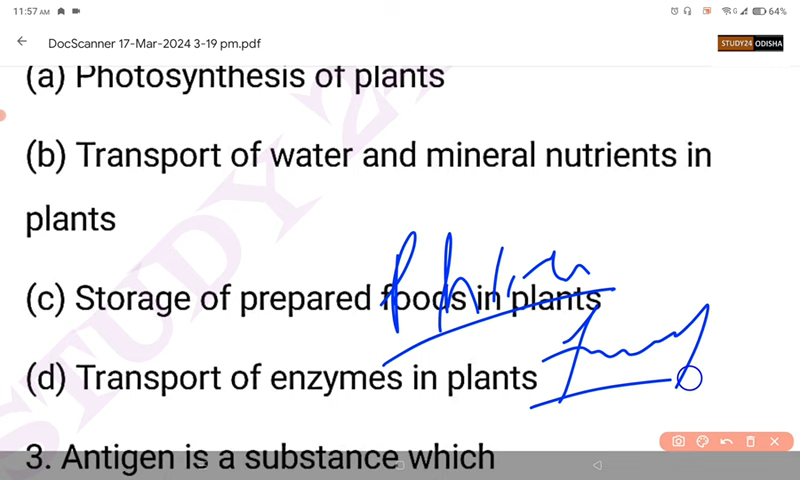 11:57 AM
64%
DocScanner 17-Mar-2024 3-19 pm.pdf
STUDY24 ODISHA
(a) Photosynthesis of plants
(b) Transport of water and mineral nutrients in
plants
(c) Storage of prepared foods in plants
(d) Transport of enzymes in plants
3. Antigen is a substance which
STUDY 24